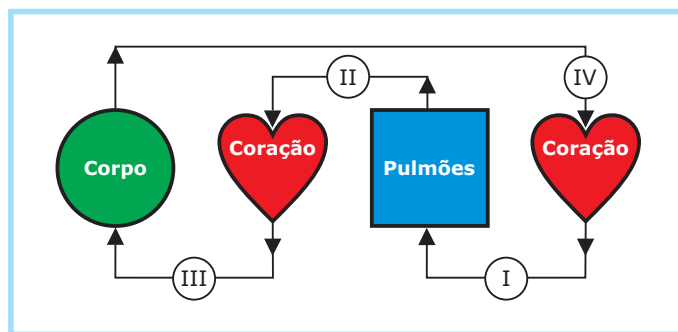 II
IV
Corpo
Coração
Pulmões
Coração
III
I